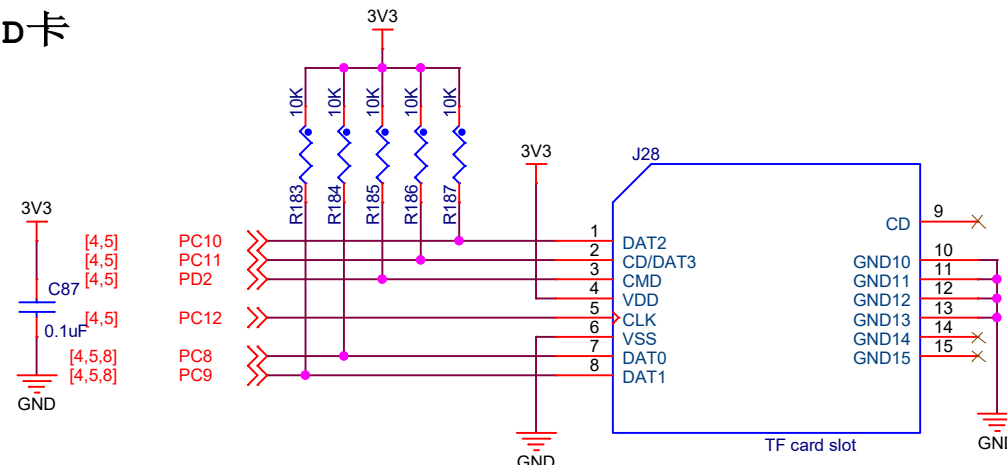 D卡
3V3
10K
10K
10K
10K
10K
R183
R184
R185
R186
R187
3V3
J28
3V3
C87
0.1uF
GND
[4,5] PC10
[4,5] PC11
[4,5] PD2
[4,5] PC12
[4,5,8] PC8
[4,5,8] PC9
1 DAT2
2 CD/DAT3
3 CMD
4 VDD
5 CLK
6 VSS
7 DAT0
8 DAT1
CD 9
GND10 10
GND11 11
GND12 12
GND13 13
GND14 14
GND15 15
GND
TF card slot
GND